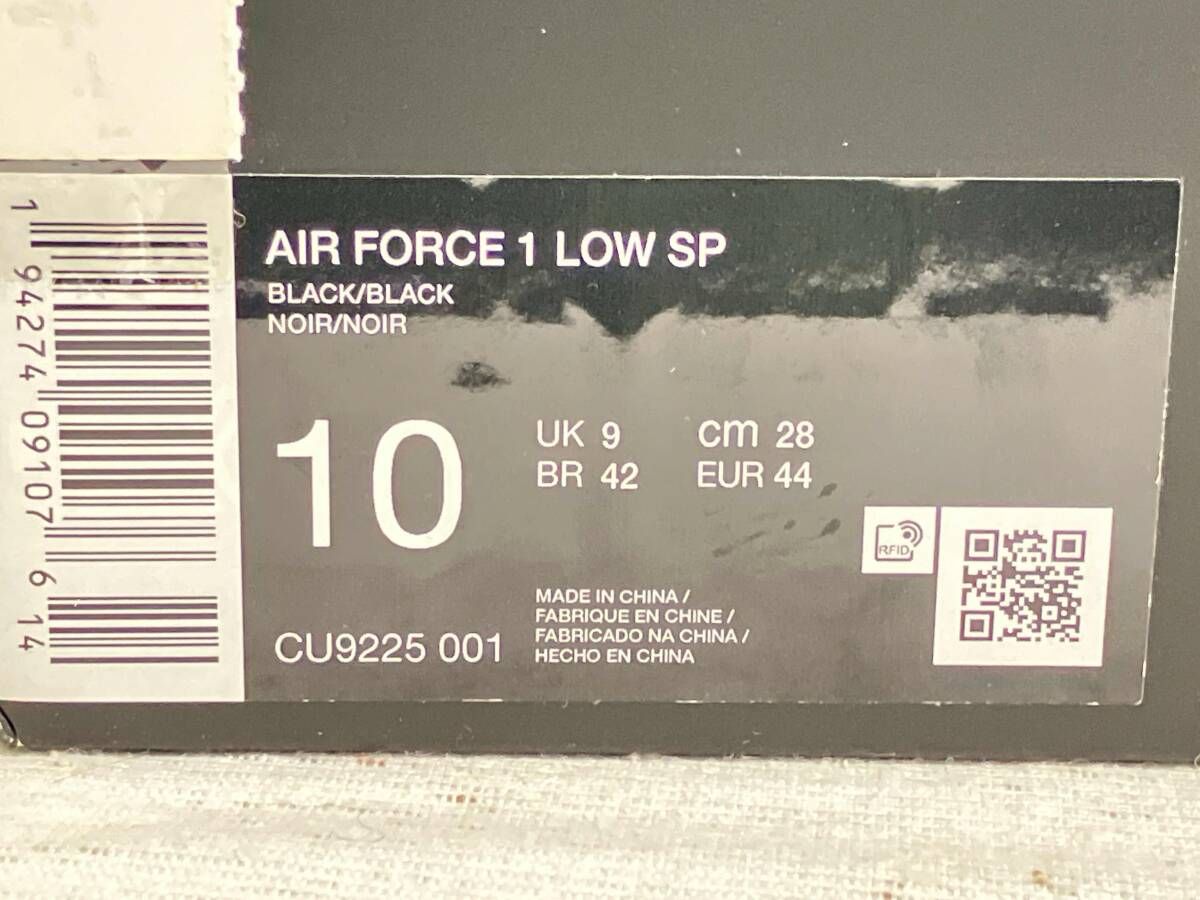 AIR FORCE 1 LOW SP
BLACK/BLACK
NOIR/NOIR
10
UK 9
cm 28
BR 42
EUR 44
RFID
MADE IN CHINA /
FABRIQUE EN CHINE /
FABRICADO NA CHINA /
HECHO EN CHINA
CU9225 001
1 94274 09107 6 14